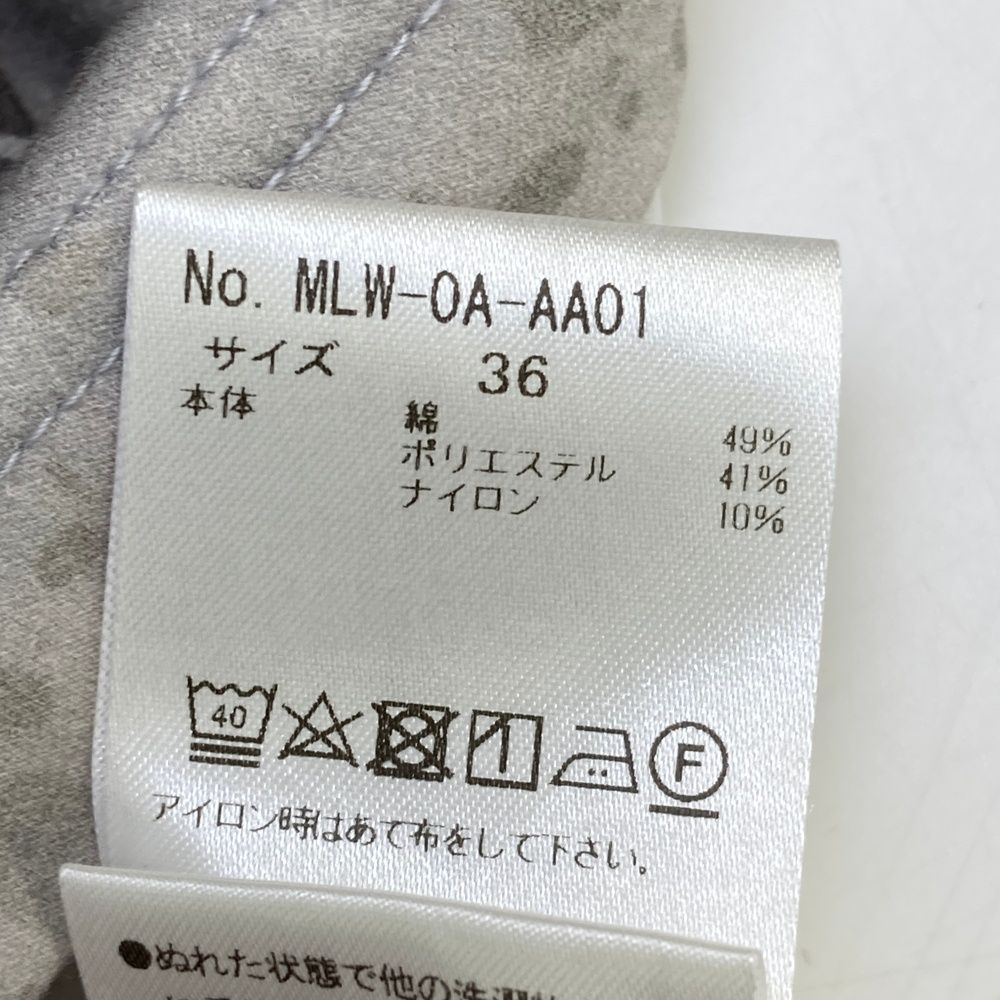 No. MLW-OA-AA01
サイズ 36
本体 綿 49%
ポリエステル 41%
ナイロン 10%
40
F
アイロン時はあて布をして下さい。
●ぬれた状態で他の洗濯物